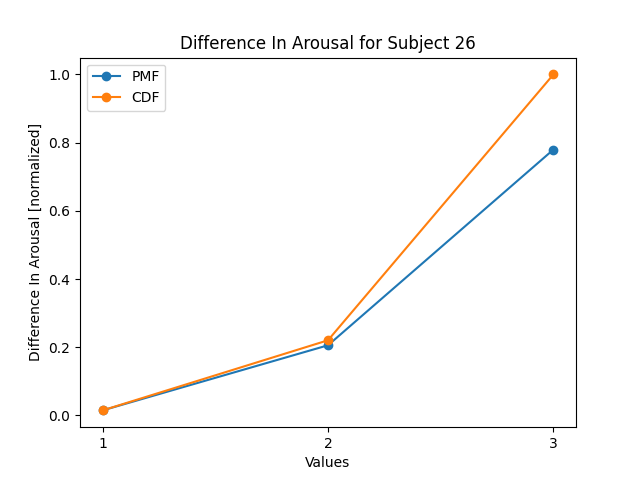 Difference In Arousal for Subject 26
PMF
CDF
Difference In Arousal [normalized]
1.0
0.8
0.6
0.4
0.2
0.0
1 2 3
Values